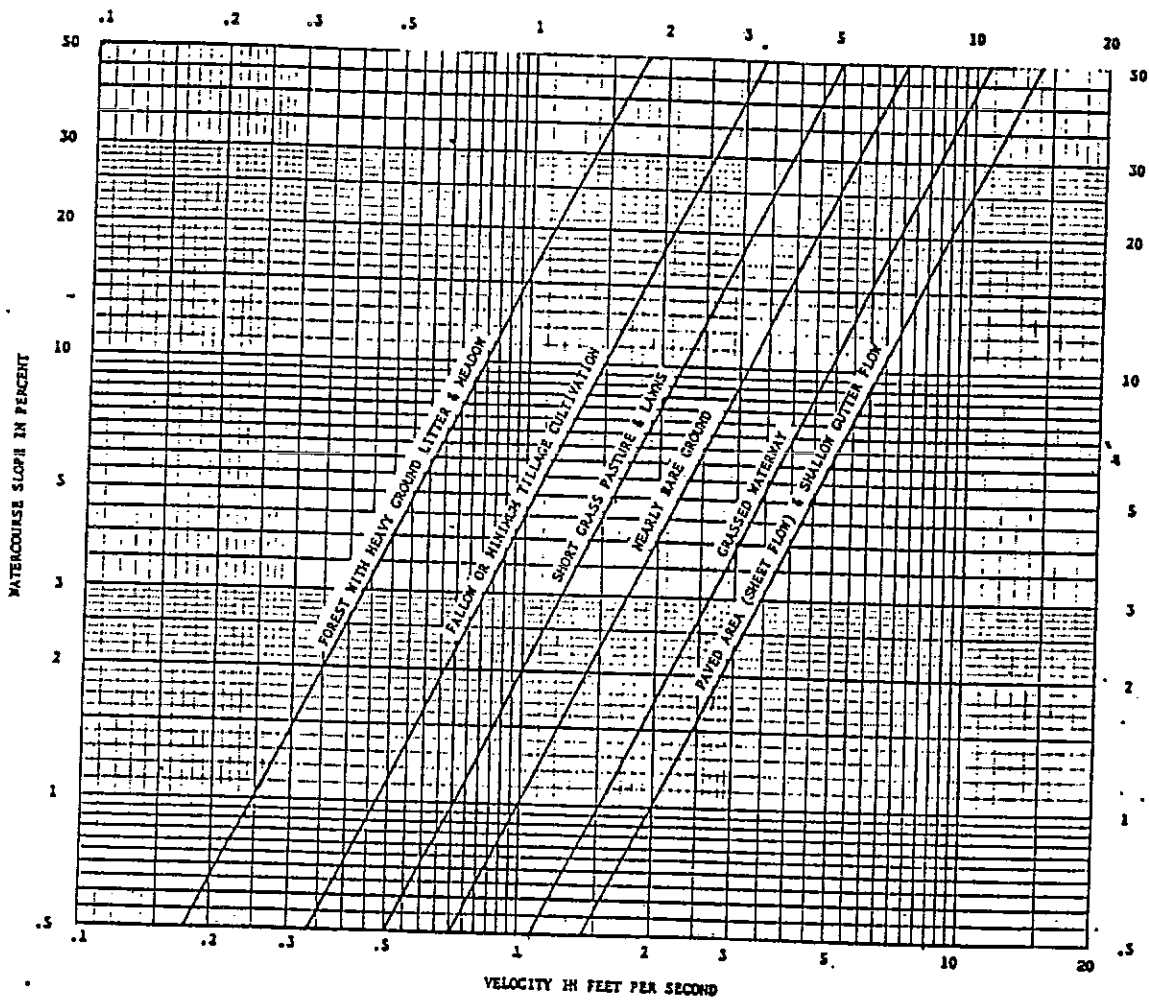 .1 .2 .3 .5 1 2 3 5 10 20
50 50
30 30
20 20
10 10
5 5
3 3
2 2
1 1
.5 .5
WATERCOURSE SLOPE IN PERCENT
FOREST WITH HEAVY GROUND LITTER & MEADOW
FALLOW OR MINIMUM TILLAGE CULTIVATION
SHORT GRASS PASTURE & LAWNS
NEARLY BARE GROUND
GRASSED WATERWAY
PAVED AREA (SHEET FLOW) & SHALLOW GUTTER FLOW
.1 .2 .3 .5 1 2 3 5 10 20
VELOCITY IN FEET PER SECOND